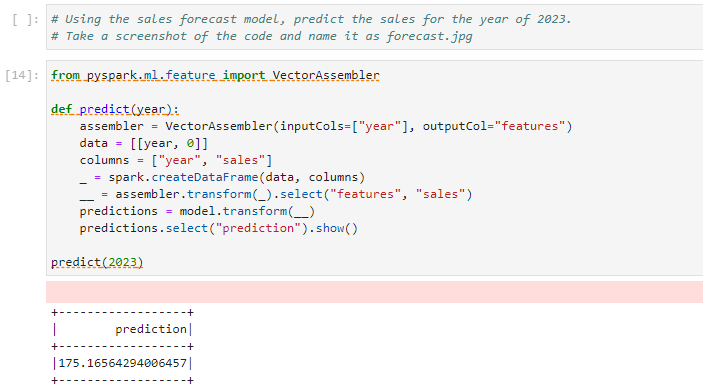 [ ]: # Using the sales forecast model, predict the sales for the year of 2023.
# Take a screenshot of the code and name it as forecast.jpg
[14]: from pyspark.ml.feature import VectorAssembler
def predict(year):
    assembler = VectorAssembler(inputCols=["year"], outputCol="features")
    data = [[year, 0]]
    columns = ["year", "sales"]
    _ = spark.createDataFrame(data, columns)
    __ = assembler.transform(_).select("features", "sales")
    predictions = model.transform(__)
    predictions.select("prediction").show()
predict(2023)
+------------------+
|        prediction|
+------------------+
|175.16564294006457|
+------------------+